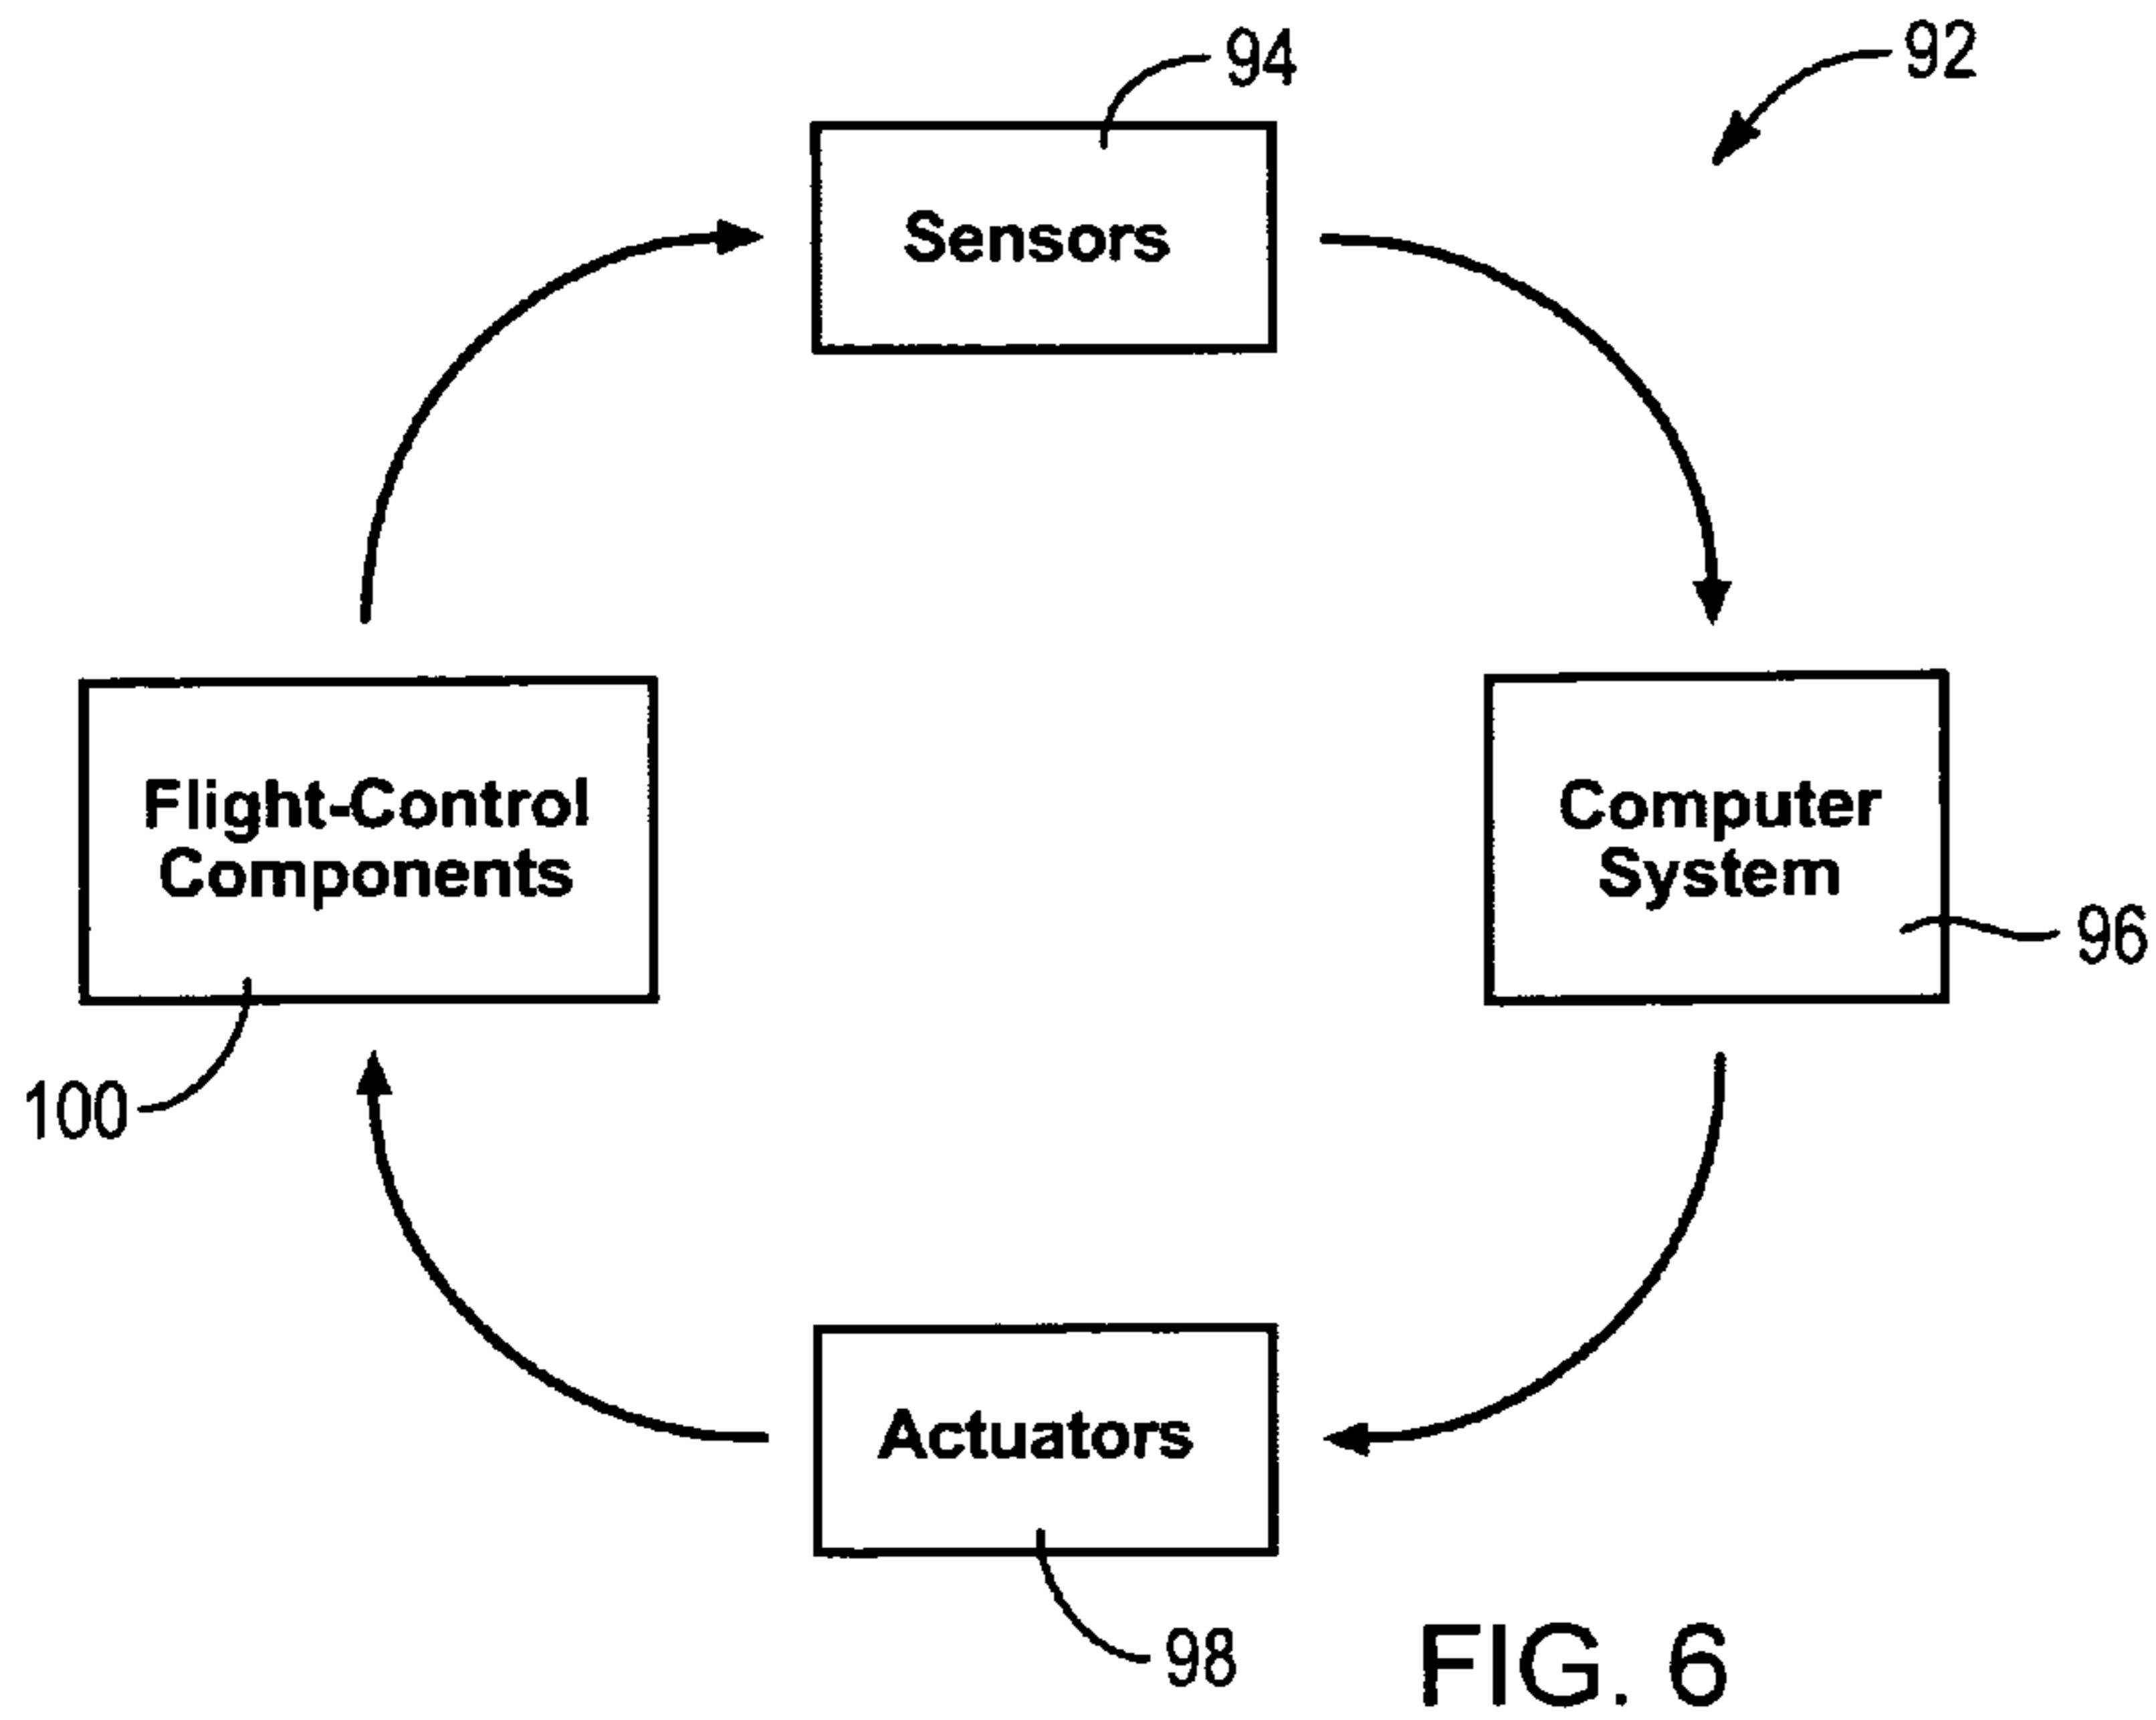 94
92
Sensors
Flight-Control
Components
Computer
System
96
100
Actuators
98
FIG. 6